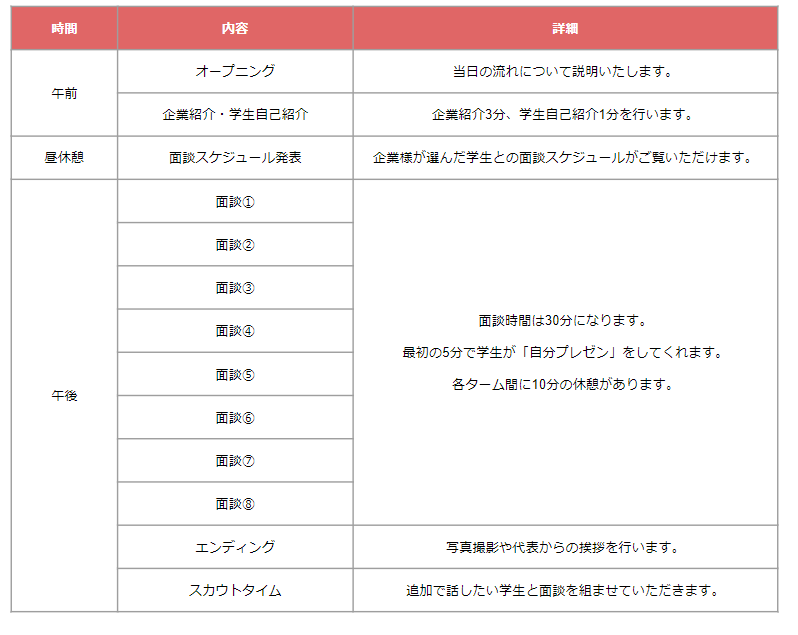 時間 内容 詳細
午前
オープニング 当日の流れについて説明いたします。
企業紹介・学生自己紹介 企業紹介3分、学生自己紹介1分を行います。
昼休憩 面談スケジュール発表 企業様が選んだ学生との面談スケジュールがご覧いただけます。
午後
面談①
面談②
面談③
面談④
面談⑤
面談⑥
面談⑦
面談⑧
面談時間は30分になります。
最初の5分で学生が「自分プレゼン」をしてくれます。
各ターム間に10分の休憩があります。
エンディング 写真撮影や代表からの挨拶を行います。
スカウトタイム 追加で話したい学生と面談を組ませていただきます。